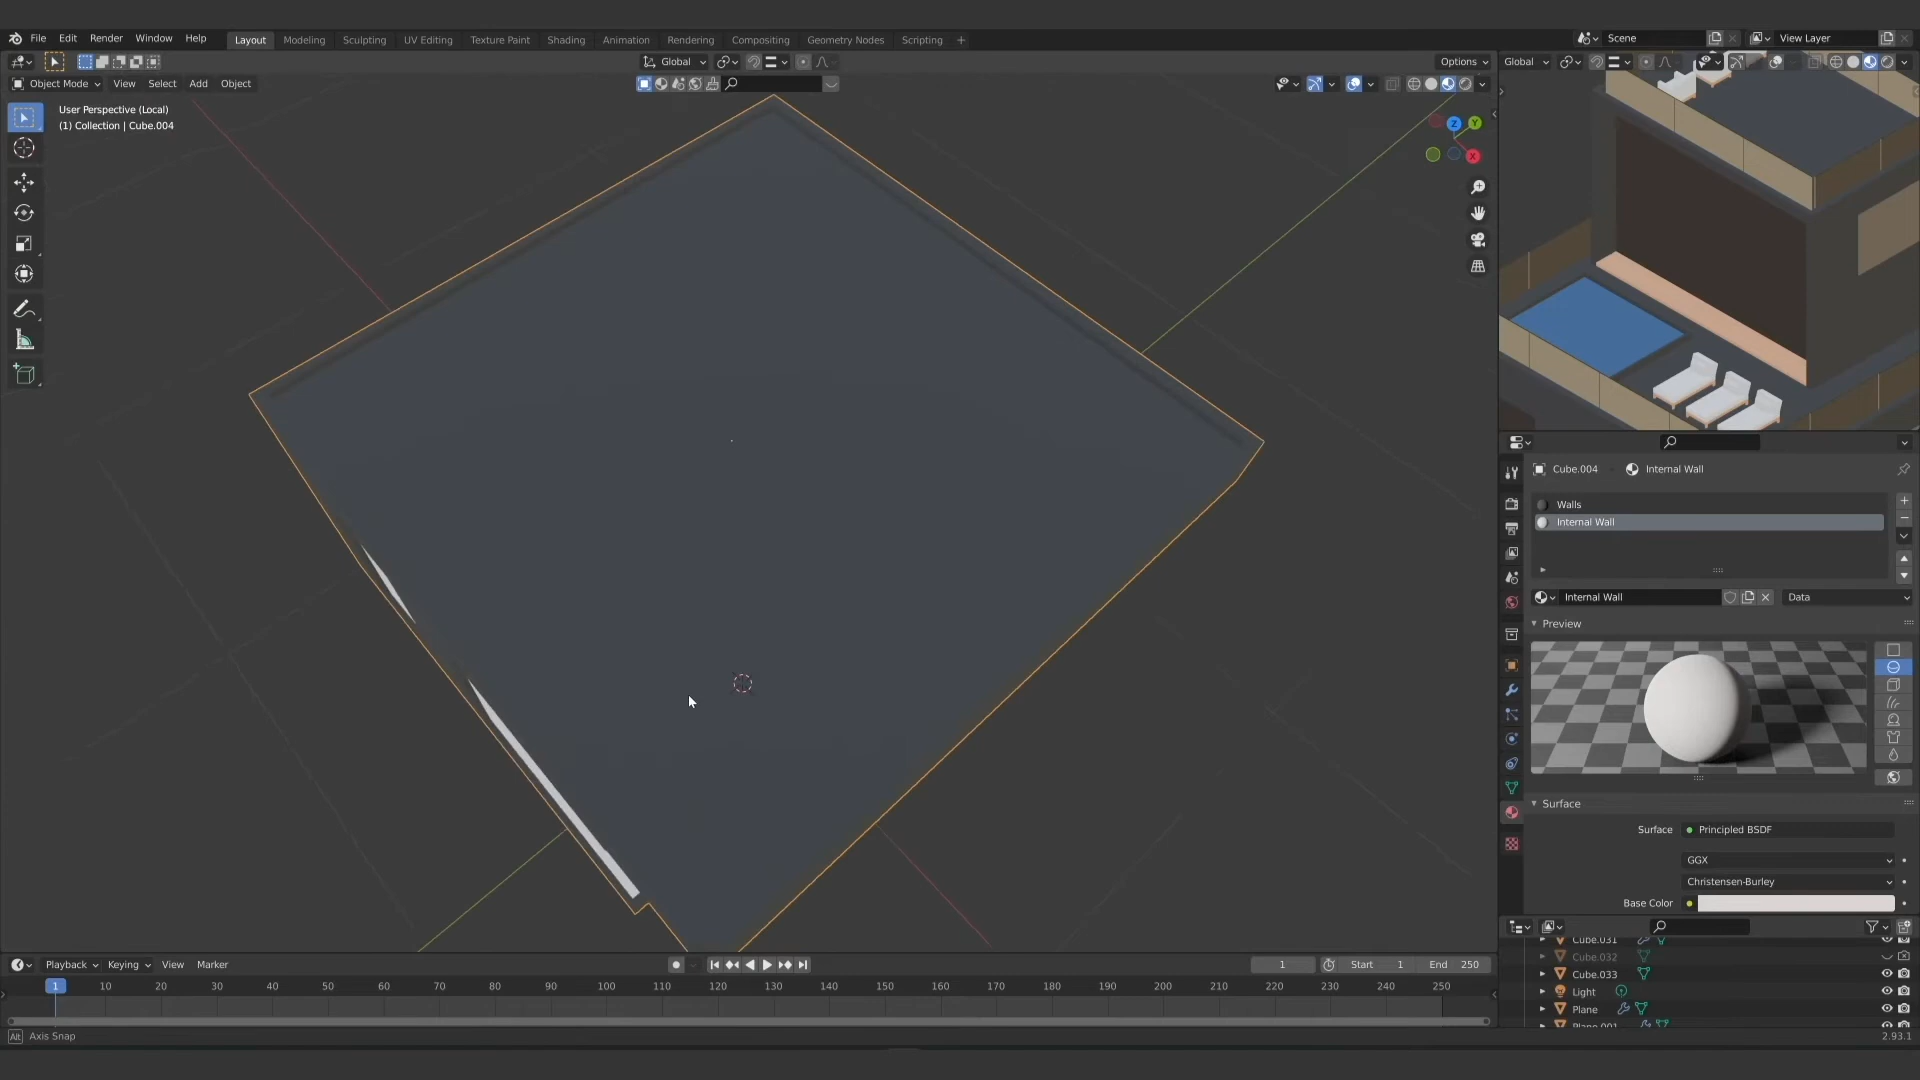 File Edit Render Window Help Layout Modeling Sculpting UV Editing Texture Paint Shading Animation Rendering Compositing Geometry Nodes Scripting + Scene View Layer
Global Options Global
Object Mode View Select Add Object
User Perspective (Local)
(1) Collection | Cube.004
Z Y
X
Cube.004 Internal Wall
Walls
Internal Wall
Internal Wall Data
Preview
Surface
Surface Principled BSDF
GGX
Christensen-Burley
Base Color
Cube.031
Cube.032
Cube.033
Light
Plane
Plane.001
Playback Keying View Marker 1 Start 1 End 250
1 10 20 30 40 50 60 70 80 90 100 110 120 130 140 150 160 170 180 190 200 210 220 230 240 250
Alt Axis Snap 2.93.1